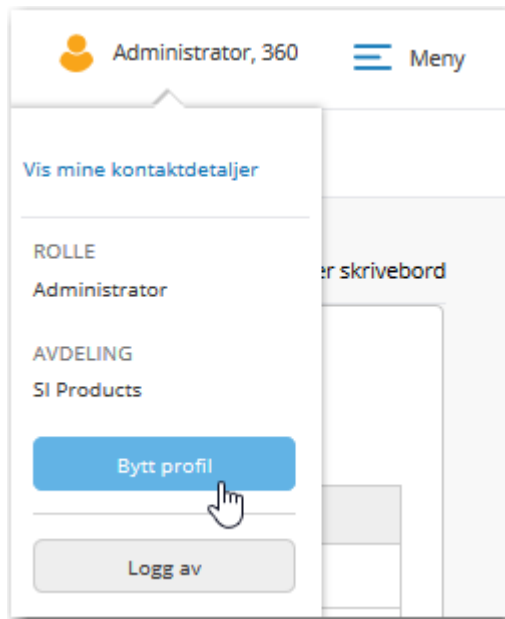 Administrator, 360
Meny
Vis mine kontaktdetaljer
er skrivebord
ROLLE
Administrator
AVDELING
SI Products
Bytt profil
Logg av